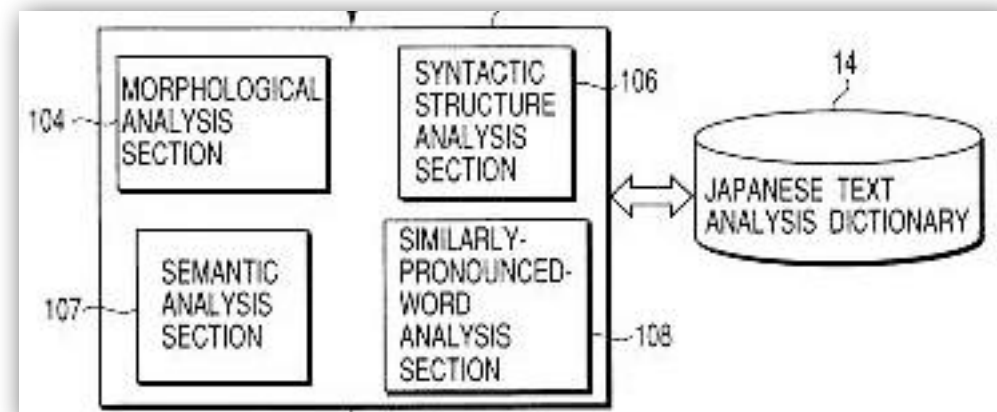 104
MORPHOLOGICAL
ANALYSIS
SECTION
SYNTACTIC
STRUCTURE
ANALYSIS
SECTION
106
14
JAPANESE TEXT
ANALYSIS DICTIONARY
107
SEMANTIC
ANALYSIS
SECTION
SIMILARLY-
PRONOUNCED-
WORD
ANALYSIS
SECTION
108